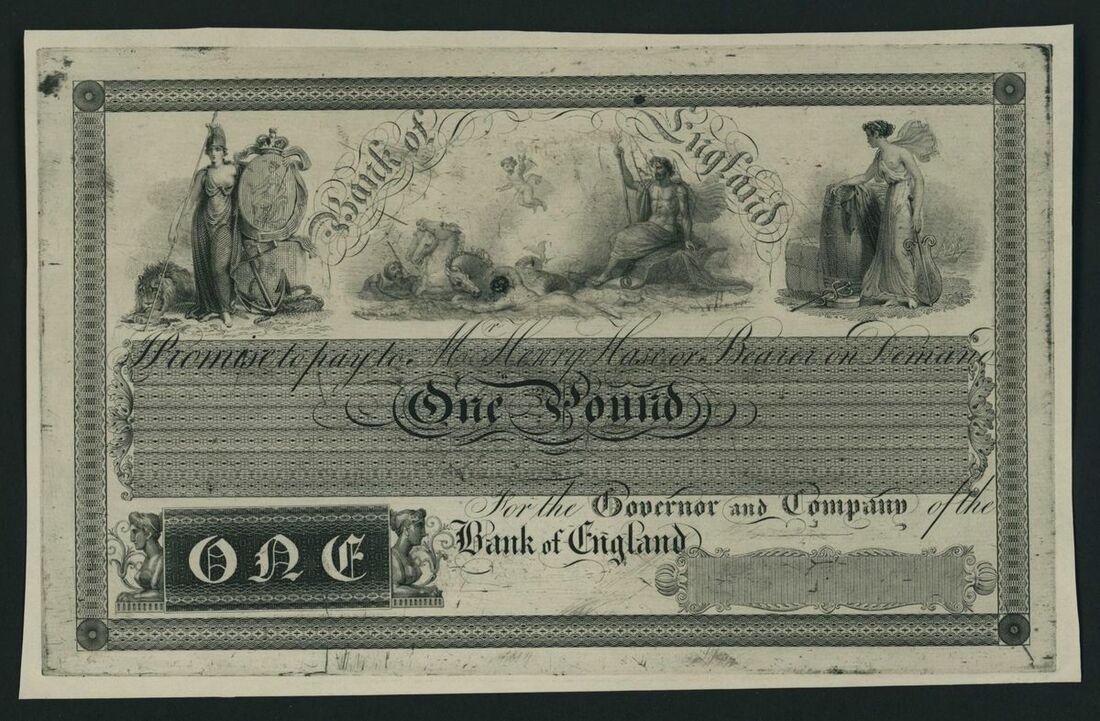 Bank of England
I Promise to pay to Mr. Henry Hase or Bearer on Demand
One Pound
For the Governor and Company of the
Bank of England
ONE